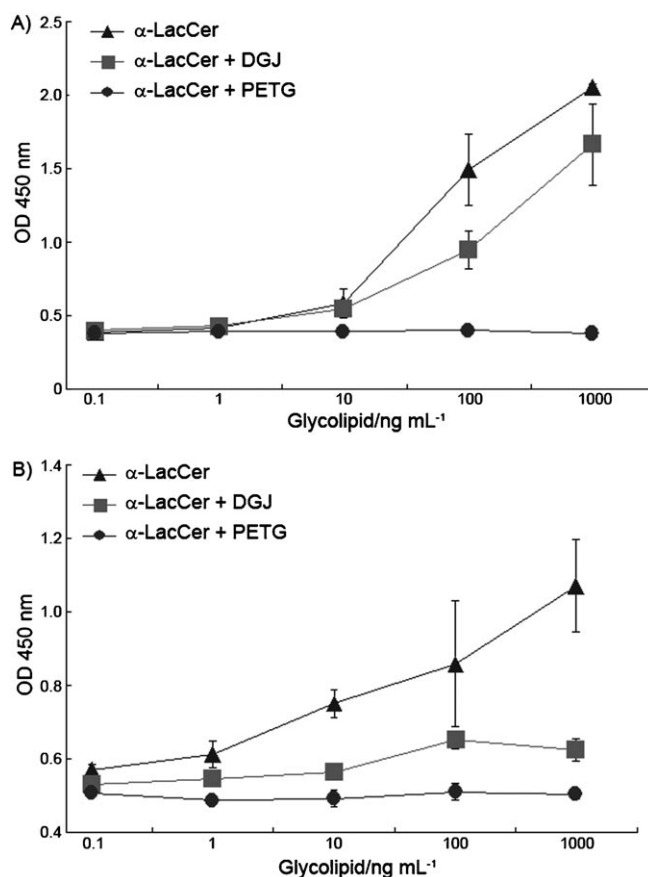 A)
α-LacCer
α-LacCer + DGJ
α-LacCer + PETG
2.5
2.0
1.5
1.0
0.5
0
OD 450 nm
0.1 1 10 100 1000
Glycolipid/ng mL⁻¹
B)
α-LacCer
α-LacCer + DGJ
α-LacCer + PETG
1.4
1.2
1.0
0.8
0.6
0.4
OD 450 nm
0.1 1 10 100 1000
Glycolipid/ng mL⁻¹